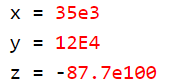 x = 35e3
y = 12E4
z = -87.7e100